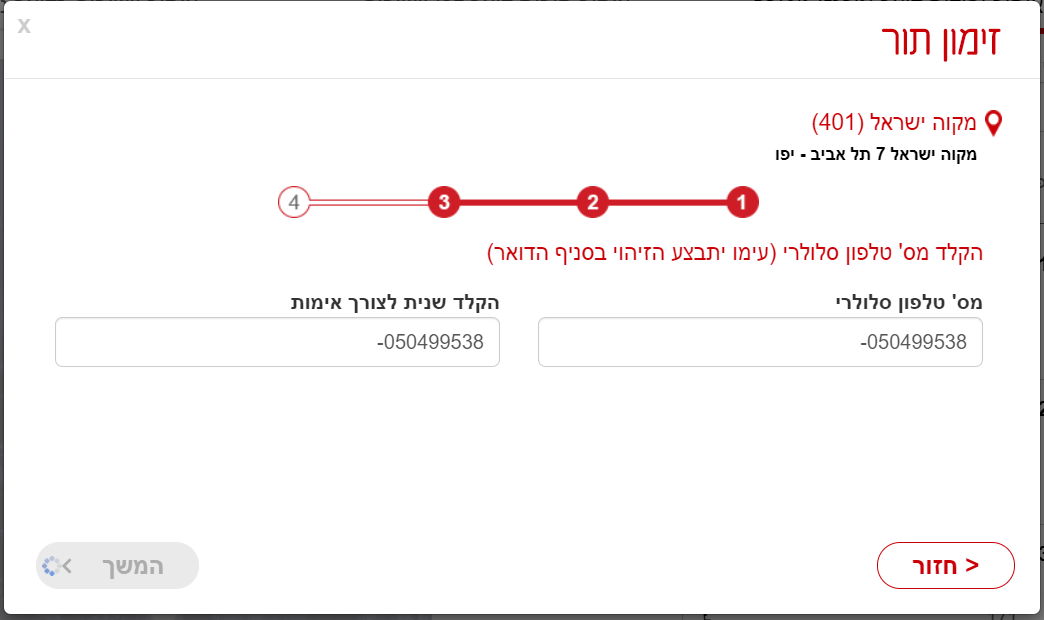 x
זימון תור
מקוה ישראל (401)
מקוה ישראל 7 תל אביב - יפו
1 2 3 4
הקלד מס' טלפון סלולרי (עימו יתבצע הזיהוי בסניף הדואר)
מס' טלפון סלולרי
-050499538
הקלד שנית לצורך אימות
-050499538
< חזור
המשך >